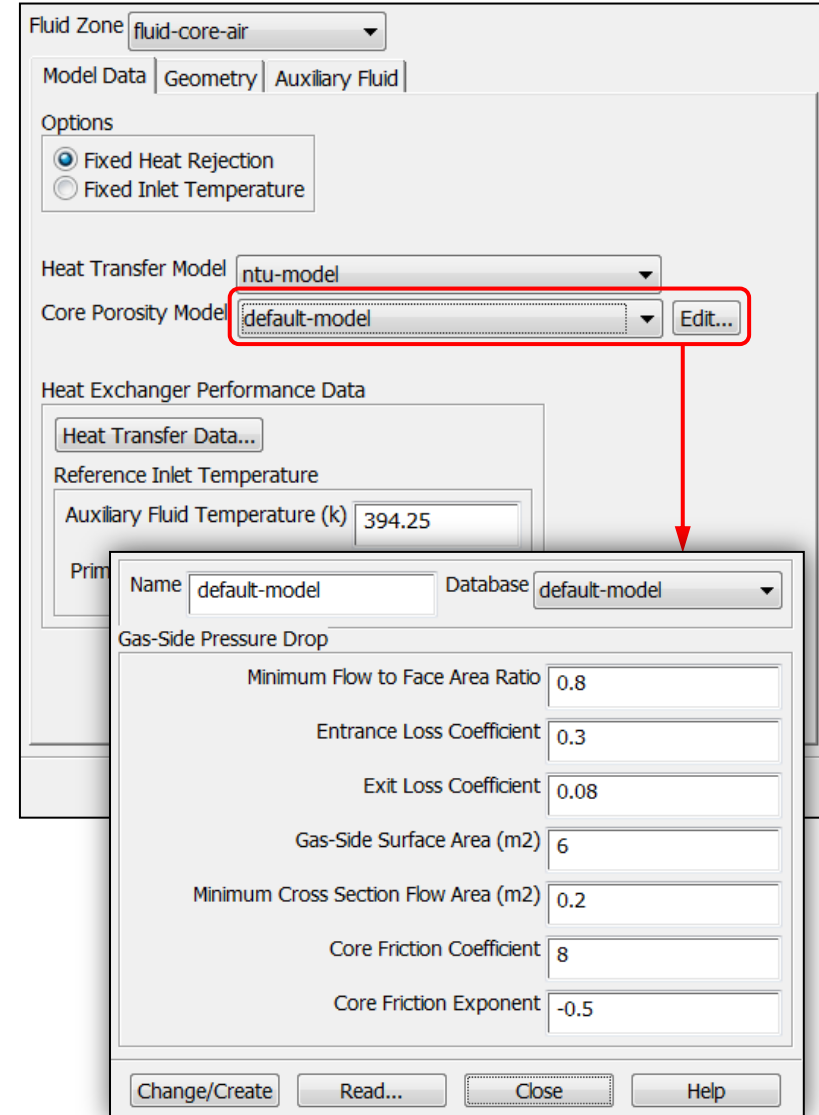 Fluid Zone fluid-core-air
Model Data Geometry Auxiliary Fluid
Options
Fixed Heat Rejection
Fixed Inlet Temperature
Heat Transfer Model ntu-model
Core Porosity Model default-model Edit...
Heat Exchanger Performance Data
Heat Transfer Data...
Reference Inlet Temperature
Auxiliary Fluid Temperature (k) 394.25
Prim
Name default-model Database default-model
Gas-Side Pressure Drop
Minimum Flow to Face Area Ratio 0.8
Entrance Loss Coefficient 0.3
Exit Loss Coefficient 0.08
Gas-Side Surface Area (m2) 6
Minimum Cross Section Flow Area (m2) 0.2
Core Friction Coefficient 8
Core Friction Exponent -0.5
Change/Create Read... Close Help